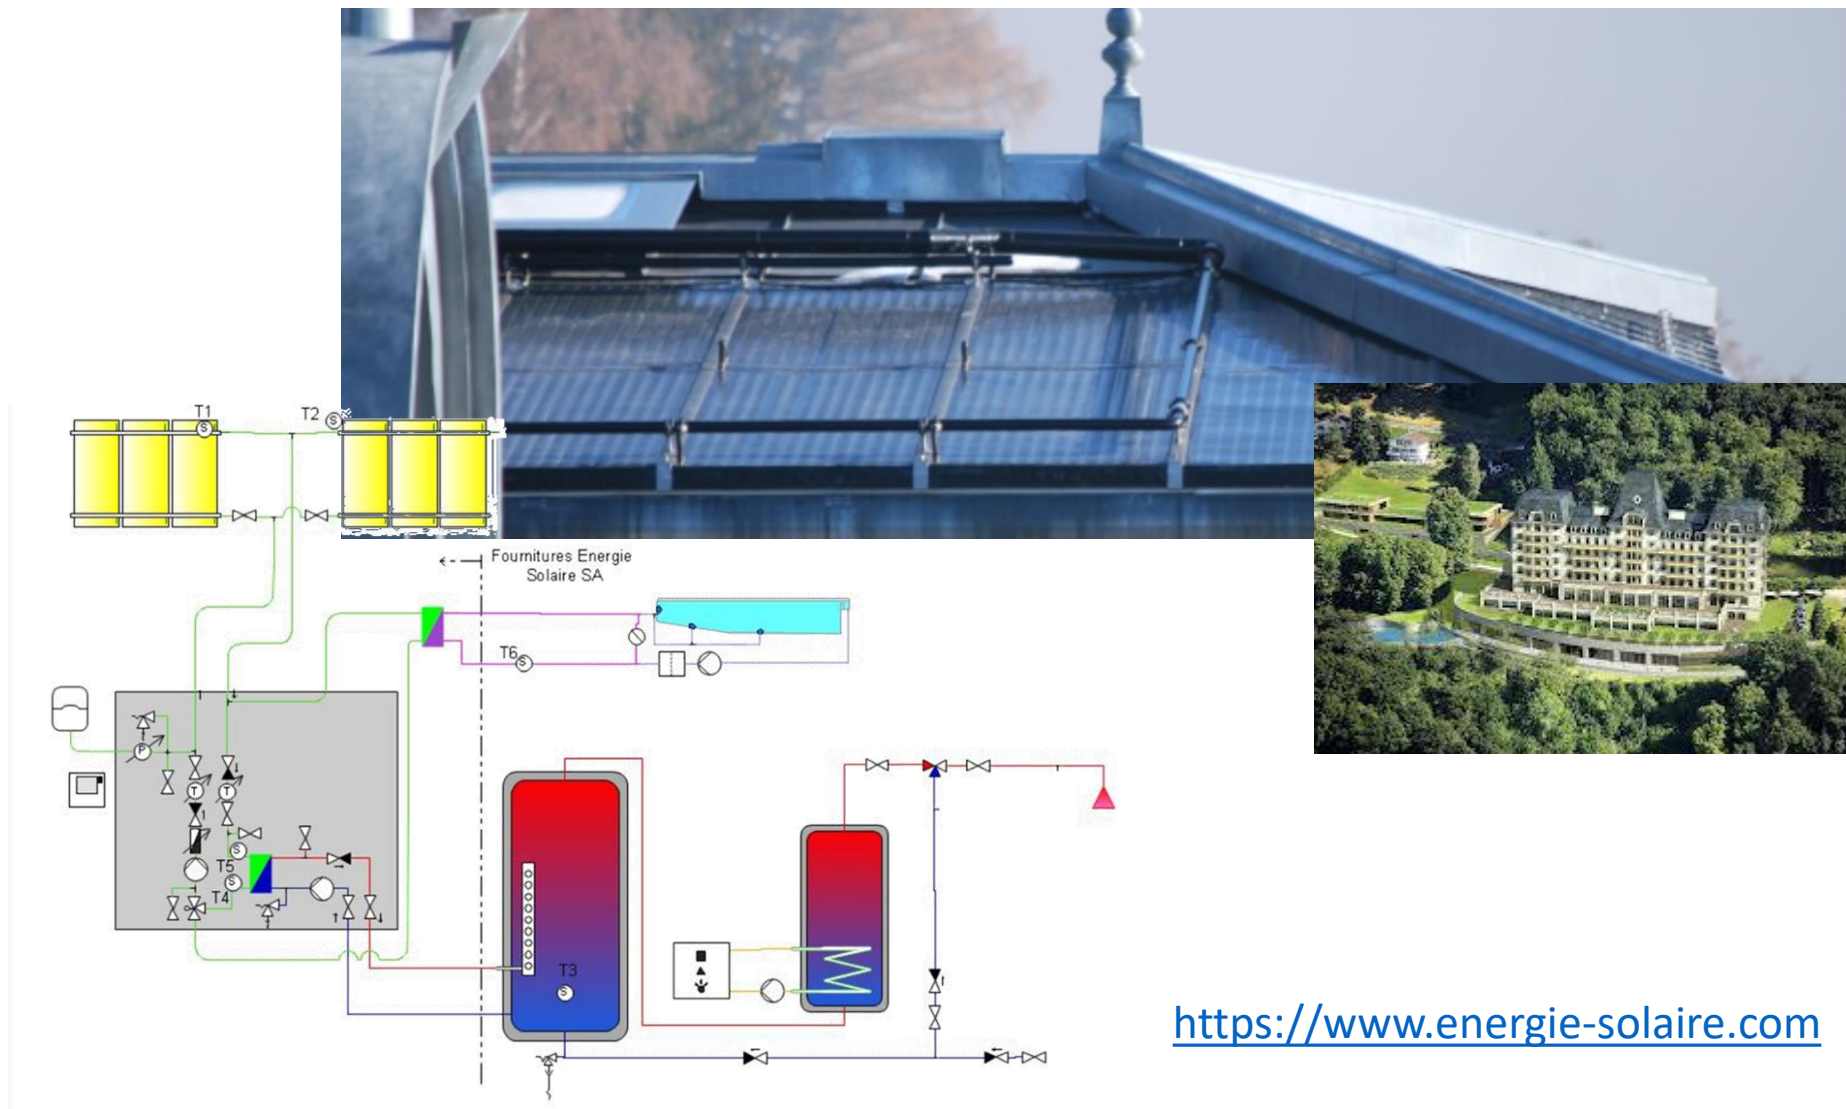 T1
T2
Fournitures Energie
Solaire SA
T6
P
T
T
T5
T4
T3
S
S
S
S
S
S
https://www.energie-solaire.com